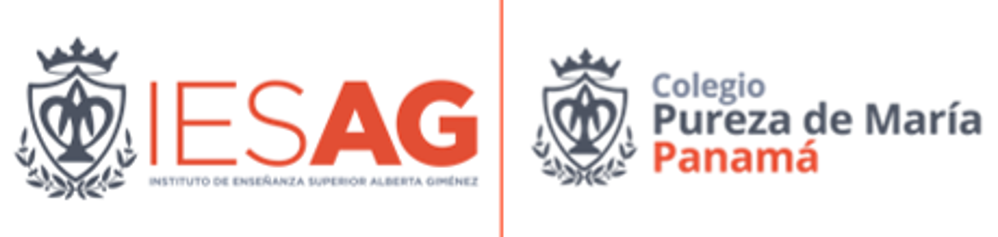 IESAG
INSTITUTO DE ENSEÑANZA SUPERIOR ALBERTA GIMÉNEZ
Colegio
Pureza de María
Panamá